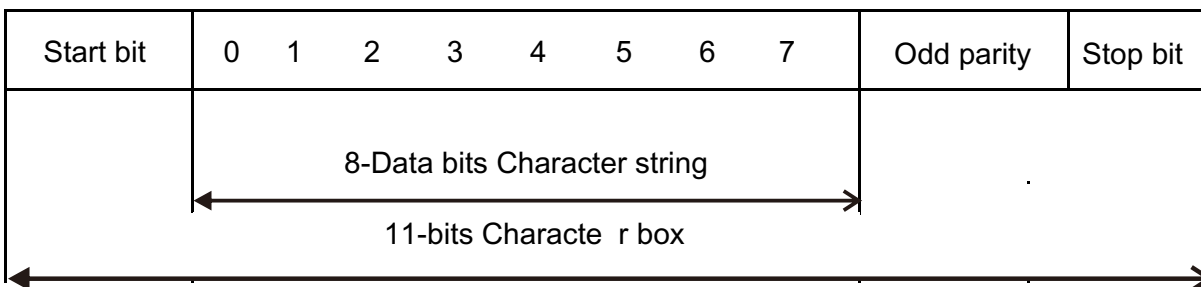 Start bit 0 1 2 3 4 5 6 7 Odd parity Stop bit
8-Data bits Character string
11-bits Characte r box